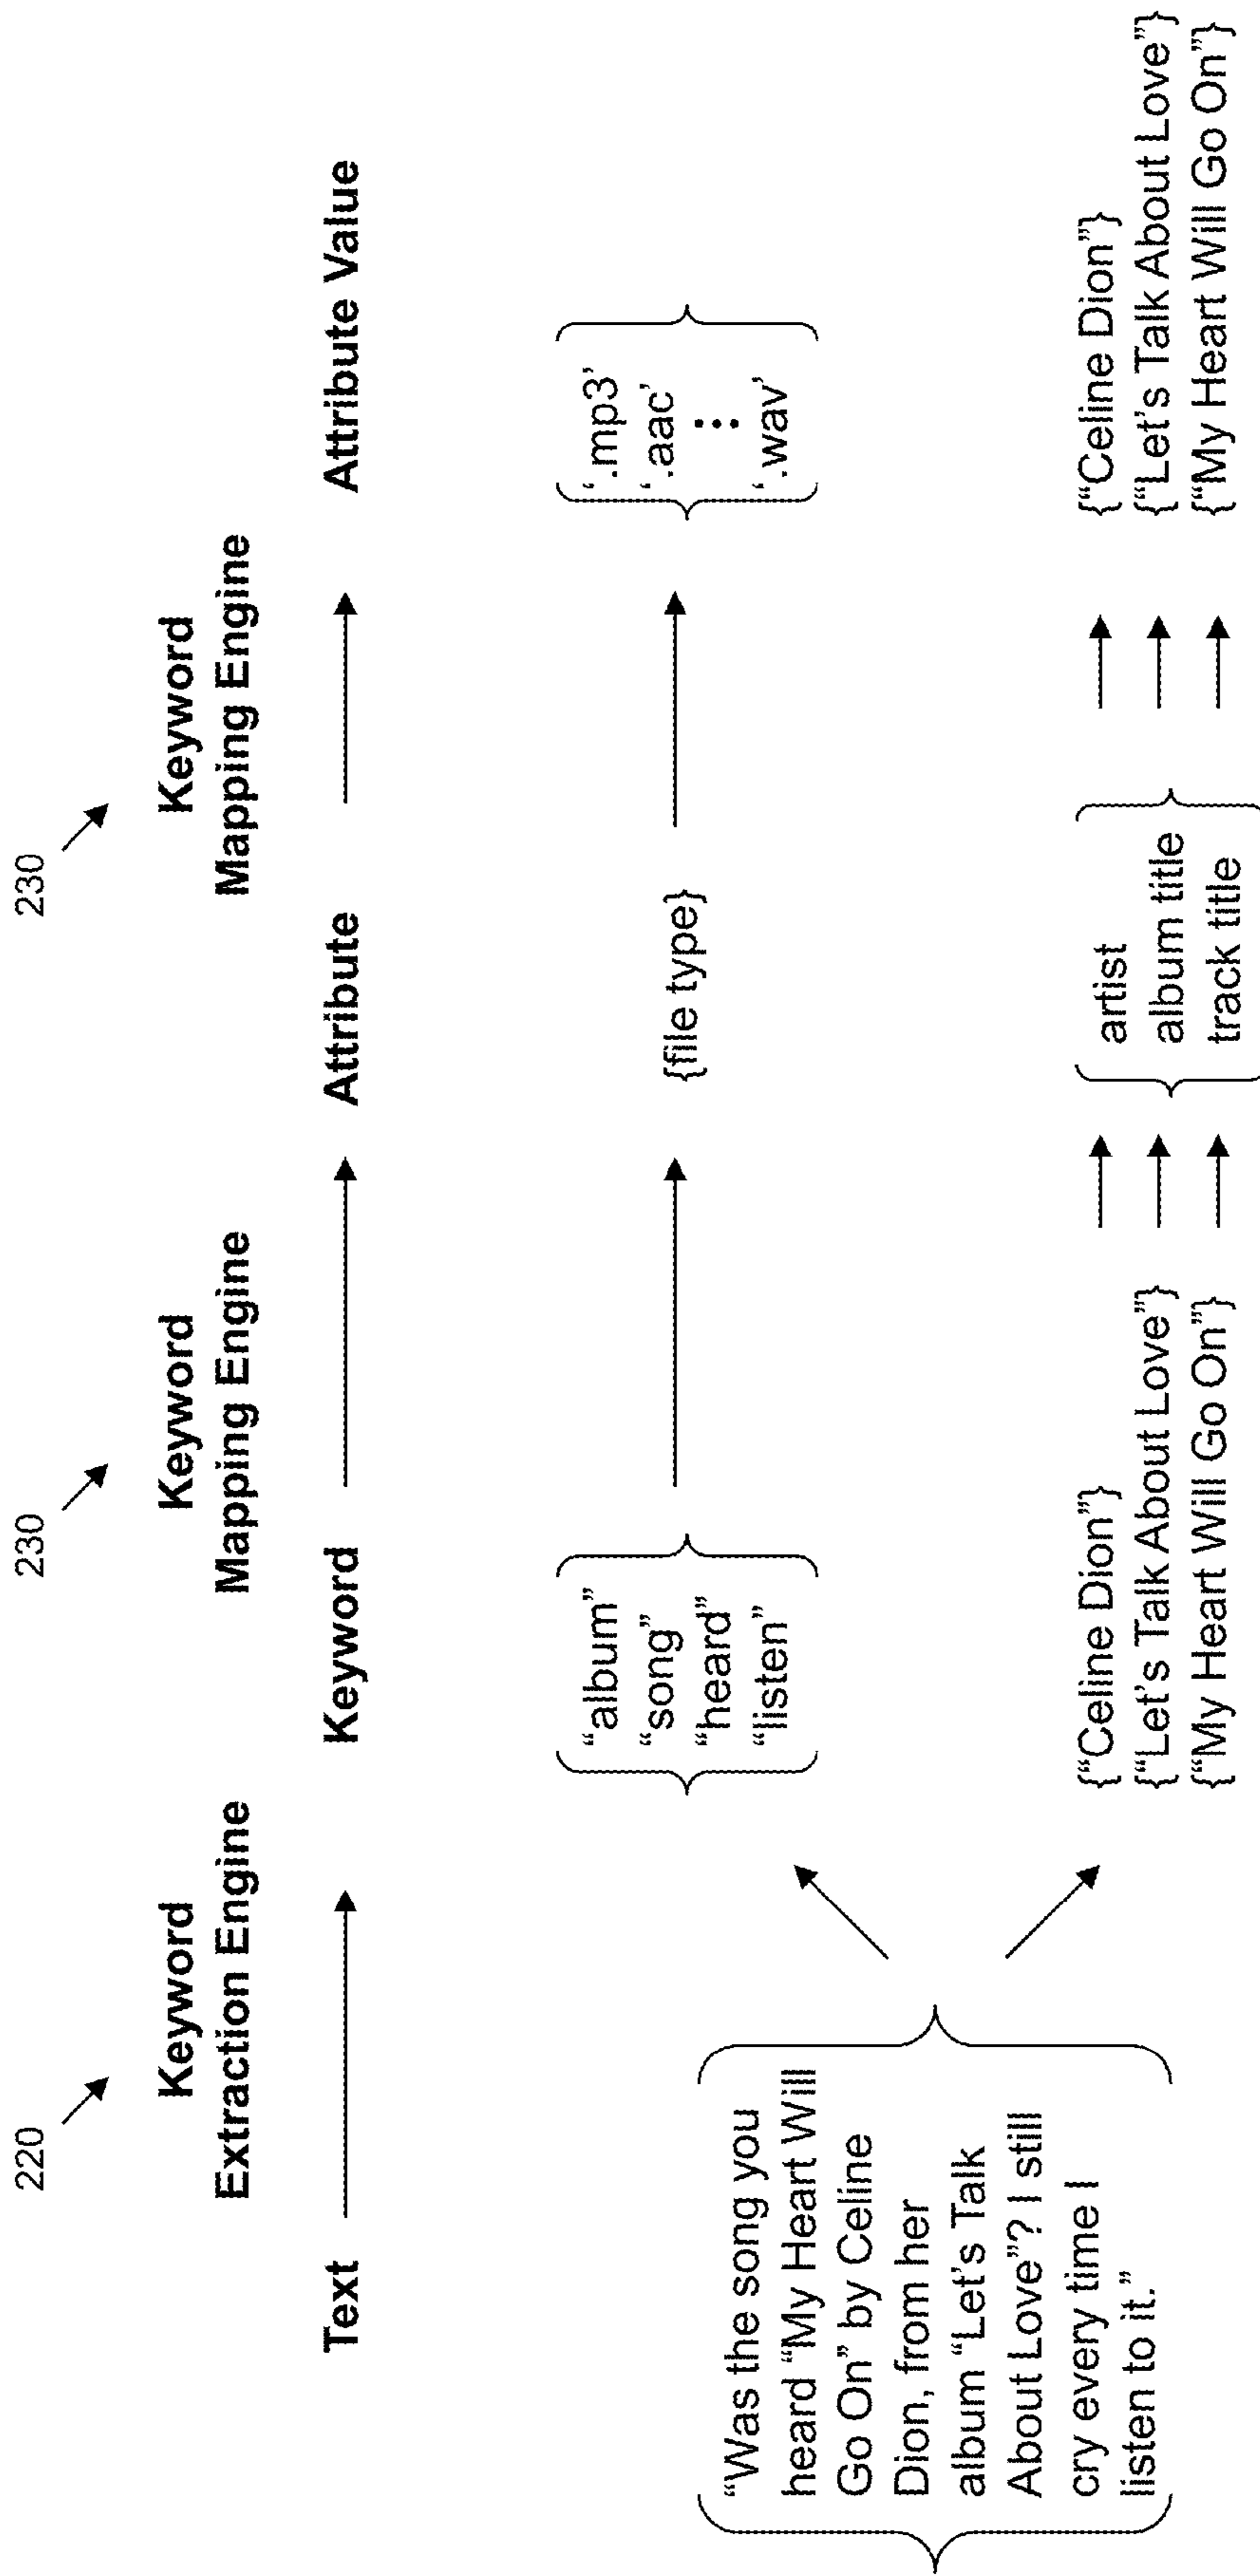 220
Keyword
Extraction Engine
230
Keyword
Mapping Engine
230
Keyword
Mapping Engine
Text
Keyword
Attribute
Attribute Value
“Was the song you
heard “My Heart Will
Go On” by Celine
Dion, from her
album “Let’s Talk
About Love”? I still
cry every time I
listen to it.”
“album”
“song”
“heard”
“listen”
{file type}
‘.mp3’
‘.aac’
⋮
‘.wav’
{“Celine Dion”}
{“Let’s Talk About Love”}
{“My Heart Will Go On”}
artist
album title
track title
{“Celine Dion”}
{“Let’s Talk About Love”}
{“My Heart Will Go On”}